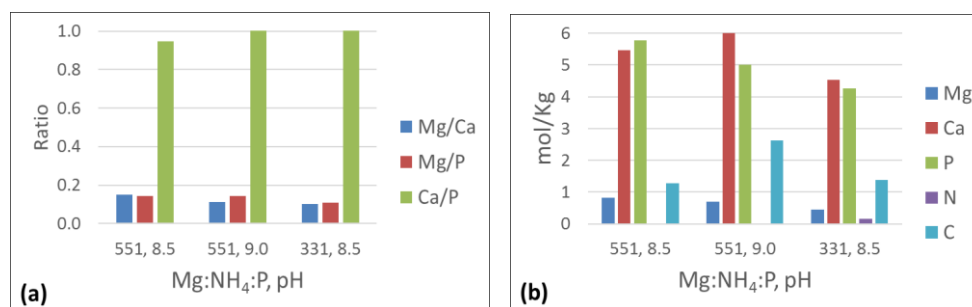 1.0
0.8
0.6
0.4
0.2
0.0
Ratio
551, 8.5 551, 9.0 331, 8.5
Mg:NH₄:P, pH
Mg/Ca
Mg/P
Ca/P
(a)
6
5
4
3
2
1
0
mol/Kg
551, 8.5 551, 9.0 331, 8.5
Mg:NH₄:P, pH
Mg
Ca
P
N
C
(b)